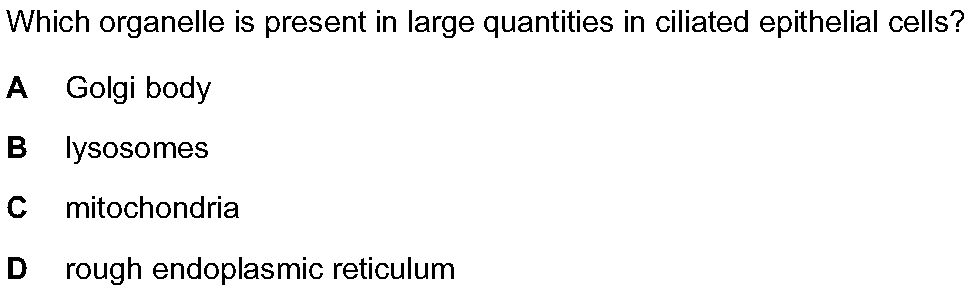 Which organelle is present in large quantities in ciliated epithelial cells?
A Golgi body
B lysosomes
C mitochondria
D rough endoplasmic reticulum